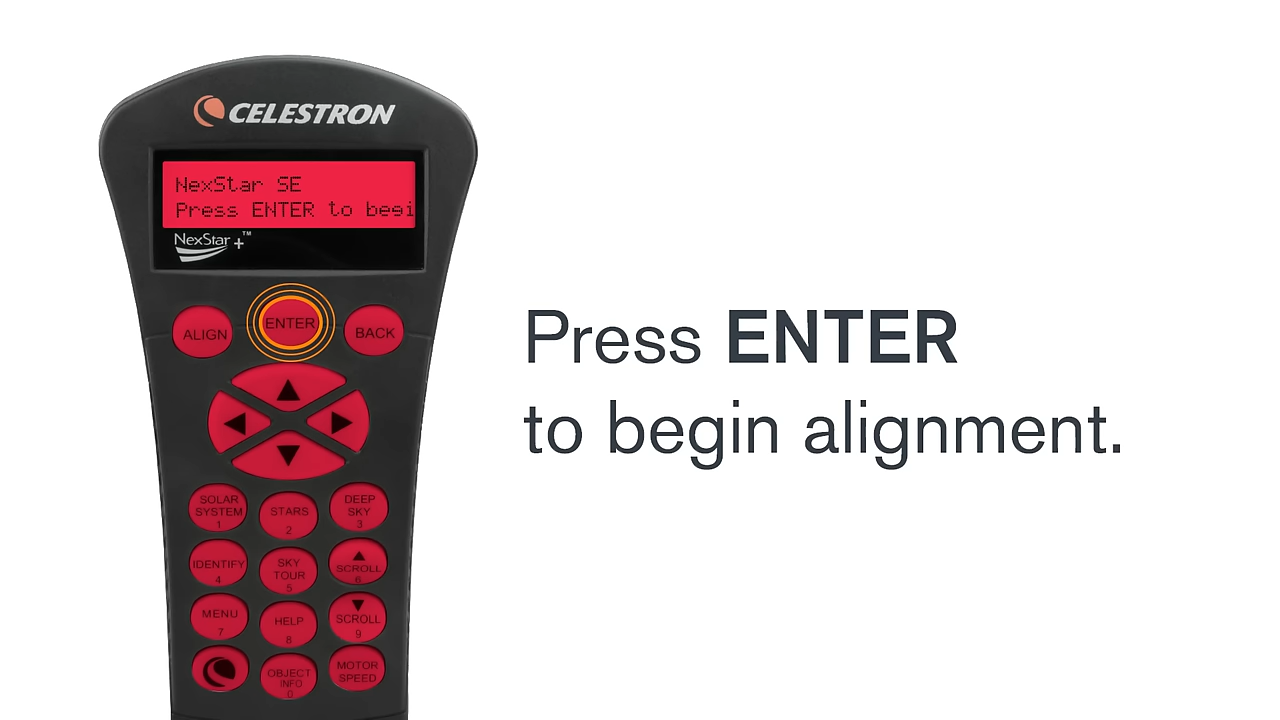 CELESTRON
NexStar SE
Press ENTER to begi
NexStar +™
ALIGN
ENTER
BACK
Press ENTER
to begin alignment.
SOLAR
SYSTEM
1
STARS
2
DEEP
SKY
3
IDENTIFY
4
SKY
TOUR
5
SCROLL
6
MENU
7
HELP
8
SCROLL
9
OBJECT
INFO
0
MOTOR
SPEED